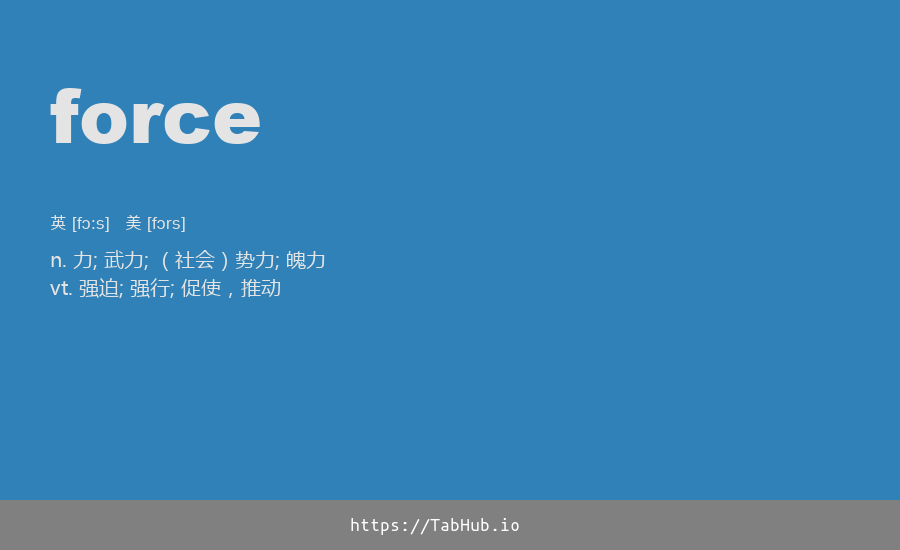 force
英 [fɔːs] 美 [fɔrs]
n. 力; 武力; （社会）势力; 魄力
vt. 强迫; 强行; 促使，推动
https://TabHub.io